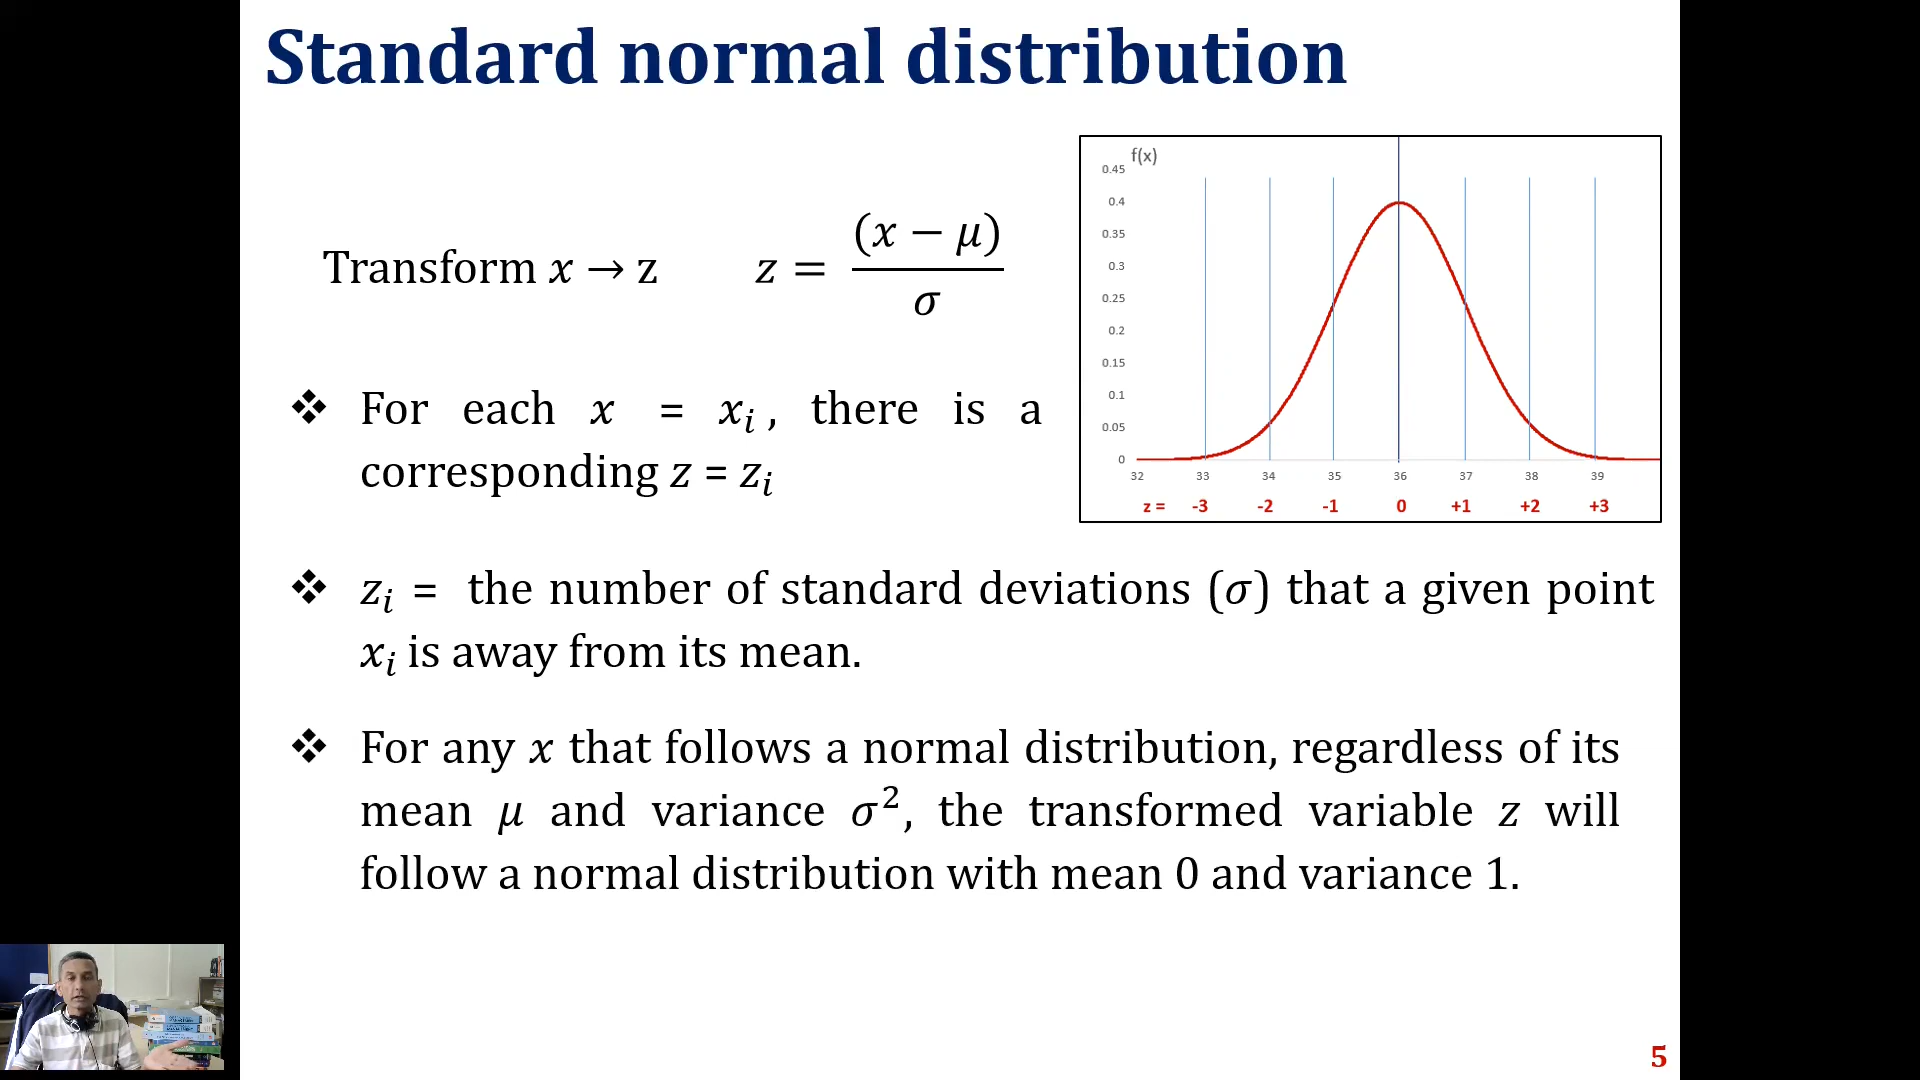 Standard normal distribution
Transform x → z z = (x − μ) / σ
❖ For each x = xᵢ , there is a
corresponding z = zᵢ
f(x)
0.45
0.4
0.35
0.3
0.25
0.2
0.15
0.1
0.05
0
32 33 34 35 36 37 38 39
z = -3 -2 -1 0 +1 +2 +3
❖ zᵢ = the number of standard deviations (σ) that a given point
xᵢ is away from its mean.
❖ For any x that follows a normal distribution, regardless of its
mean μ and variance σ², the transformed variable z will
follow a normal distribution with mean 0 and variance 1.
5